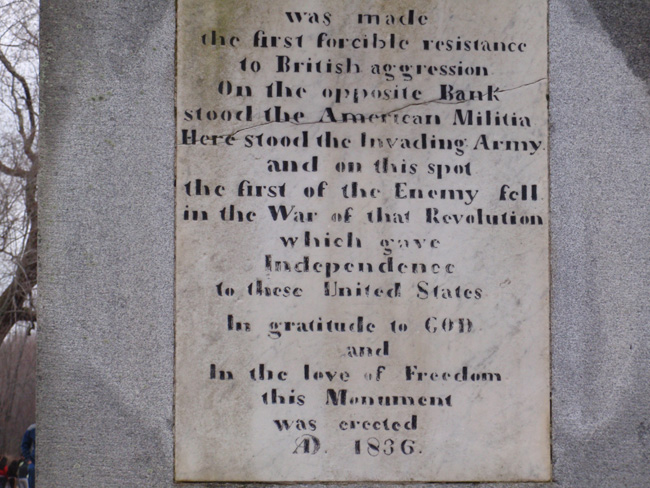 was made
the first forcible resistance
to British aggression
On the opposite Bank
stood the American Militia
Here stood the Invading Army
and on this spot
the first of the Enemy fell
in the War of that Revolution
which gave
Independence
to these United States
In gratitude to GOD
and
In the love of Freedom
this Monument
was erected
AD. 1836.